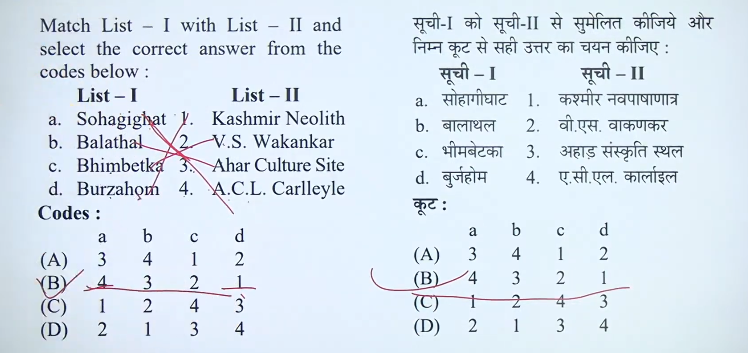 Match List – I with List – II and
select the correct answer from the
codes below :
List – I List – II
a. Sohagighat 1. Kashmir Neolith
b. Balathal 2. V.S. Wakankar
c. Bhimbetka 3. Ahar Culture Site
d. Burzahom 4. A.C.L. Carlleyle
Codes :
a b c d
(A) 3 4 1 2
(B) 4 3 2 1
(C) 1 2 4 3
(D) 2 1 3 4
सूची-I को सूची-II से सुमेलित कीजिये और
निम्न कूट से सही उत्तर का चयन कीजिए :
सूची – I सूची – II
a. सोहागीघाट 1. कश्मीर नवपाषाणात्र
b. बालाथल 2. वी.एस. वाकणकर
c. भीमबेटका 3. अहाड़ संस्कृति स्थल
d. बुर्जहोम 4. ए.सी.एल. कार्लाइल
कूट :
a b c d
(A) 3 4 1 2
(B) 4 3 2 1
(C) 1 2 4 3
(D) 2 1 3 4